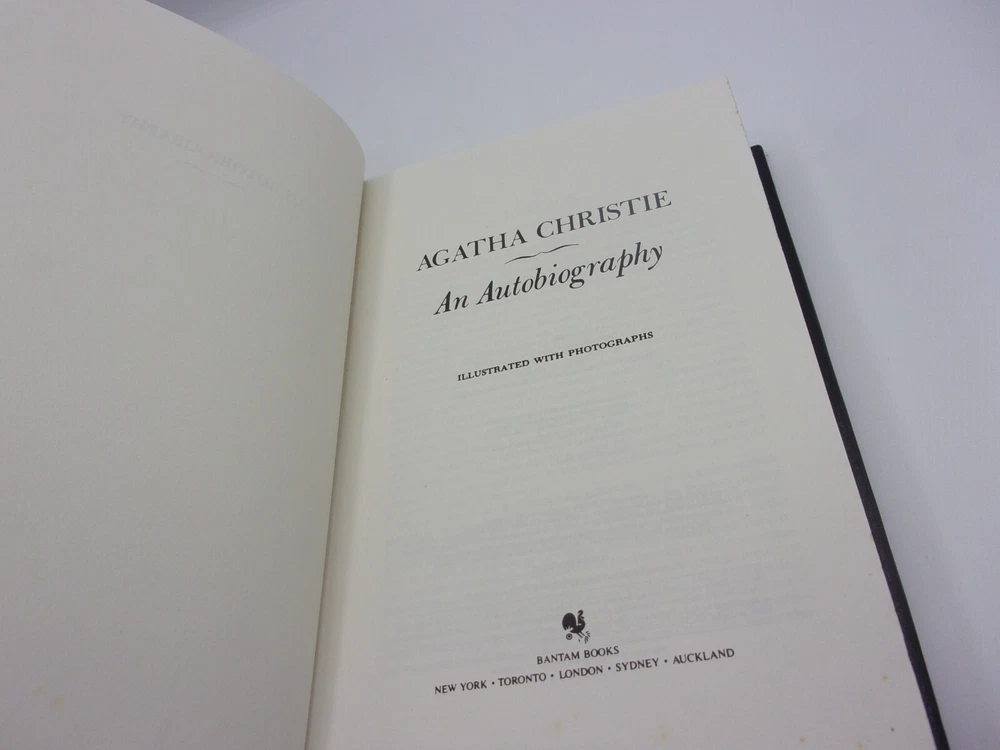 AGATHA CHRISTIE
An Autobiography
ILLUSTRATED WITH PHOTOGRAPHS
BANTAM BOOKS
NEW YORK • TORONTO • LONDON • SYDNEY • AUCKLAND